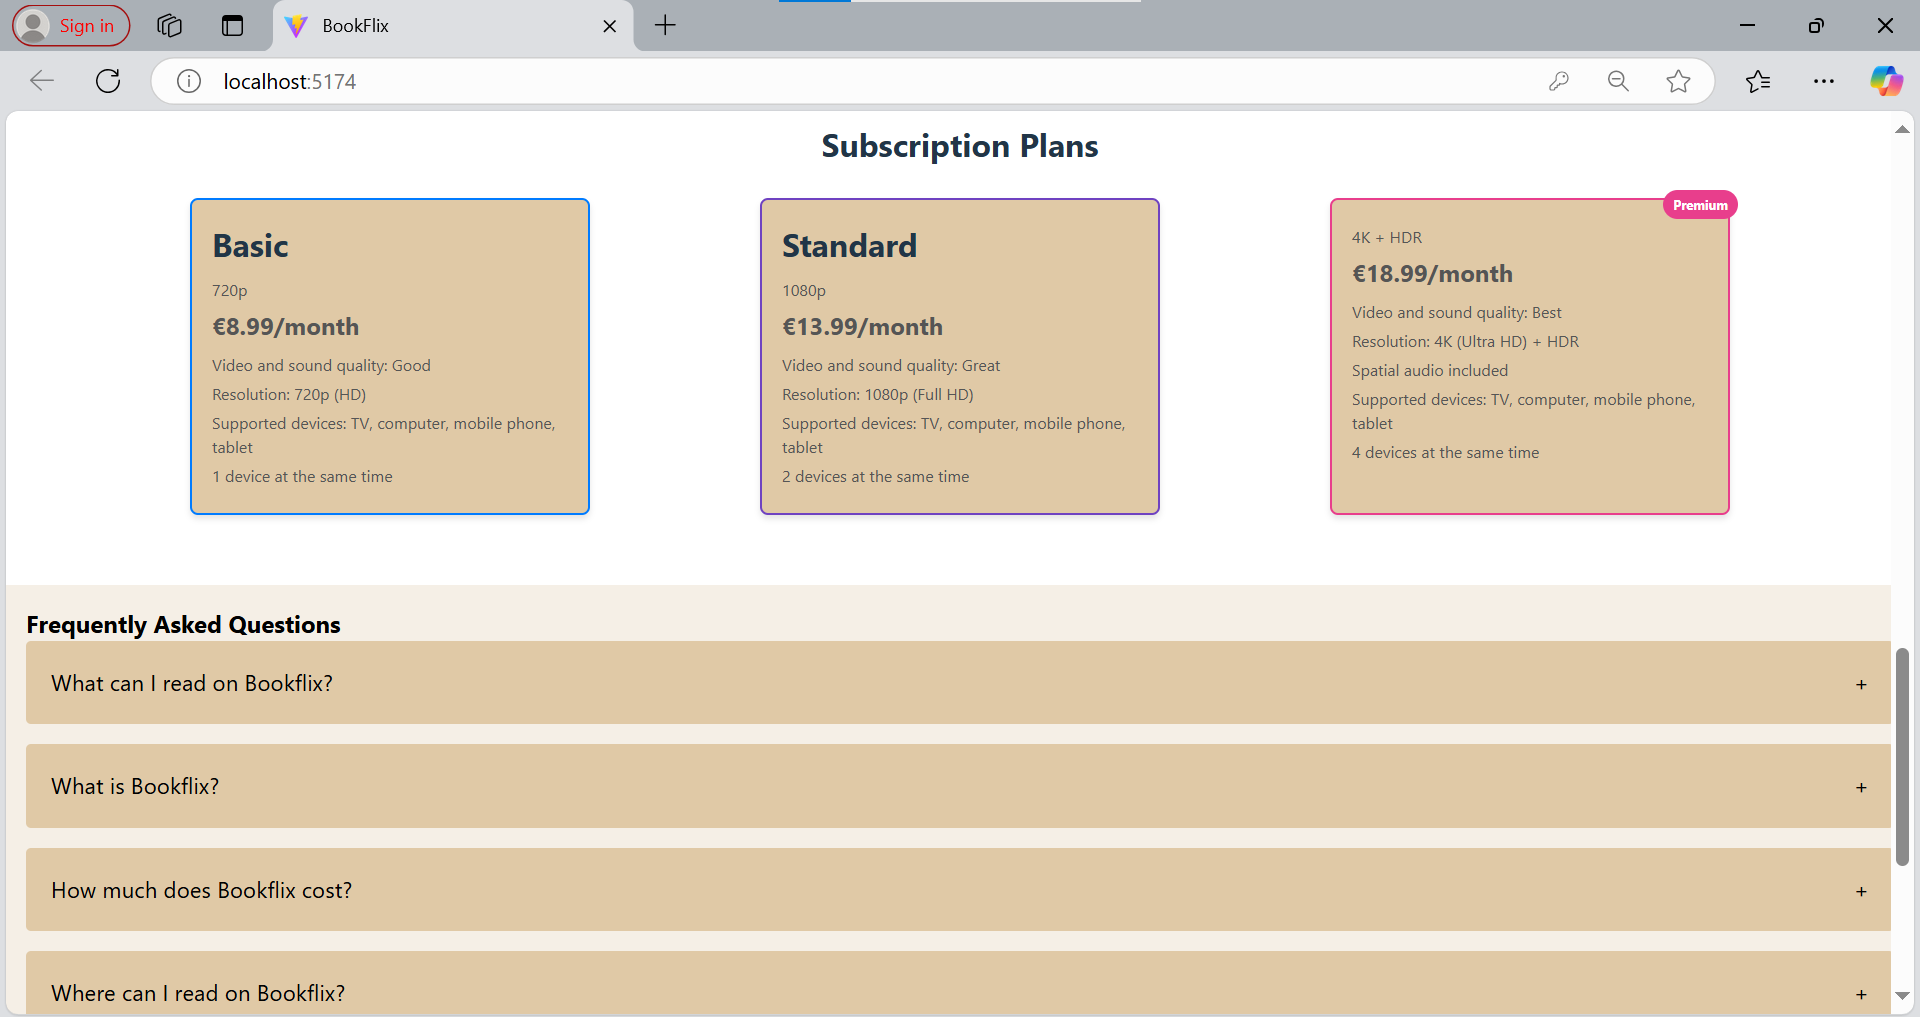 Sign in
BookFlix
localhost:5174
Subscription Plans
Basic
720p
€8.99/month
Video and sound quality: Good
Resolution: 720p (HD)
Supported devices: TV, computer, mobile phone,
tablet
1 device at the same time
Standard
1080p
€13.99/month
Video and sound quality: Great
Resolution: 1080p (Full HD)
Supported devices: TV, computer, mobile phone,
tablet
2 devices at the same time
Premium
4K + HDR
€18.99/month
Video and sound quality: Best
Resolution: 4K (Ultra HD) + HDR
Spatial audio included
Supported devices: TV, computer, mobile phone,
tablet
4 devices at the same time
Frequently Asked Questions
What can I read on Bookflix? +
What is Bookflix? +
How much does Bookflix cost? +
Where can I read on Bookflix? +